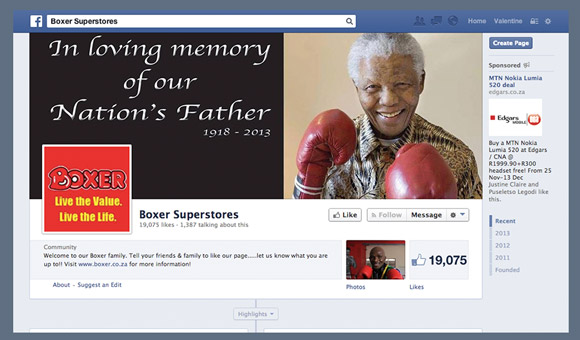 Boxer Superstores
Home
Valentine
In loving memory
of our
Nation's Father
1918 - 2013
BOXER
Live the Value.
Live the Life.
Boxer Superstores
19,075 likes · 1,387 talking about this
Like
Follow
Message
Community
Welcome to our Boxer family. Tell your friends & family to like our page.....let us know what you are
up to!! Visit www.boxer.co.za for more information!
About - Suggest an Edit
Photos
19,075
Likes
Highlights
Create Page
Sponsored
MTN Nokia Lumia
520 deal
edgars.co.za
Edgars
MOBILE
Buy a MTN Nokia
Lumia 520 at Edgars
/ CNA @
R1999.90+R300
headset free! From 25
Nov-13 Dec
Justine Claire and
Puseletso Legodi like
this.
Recent
2013
2012
2011
Founded